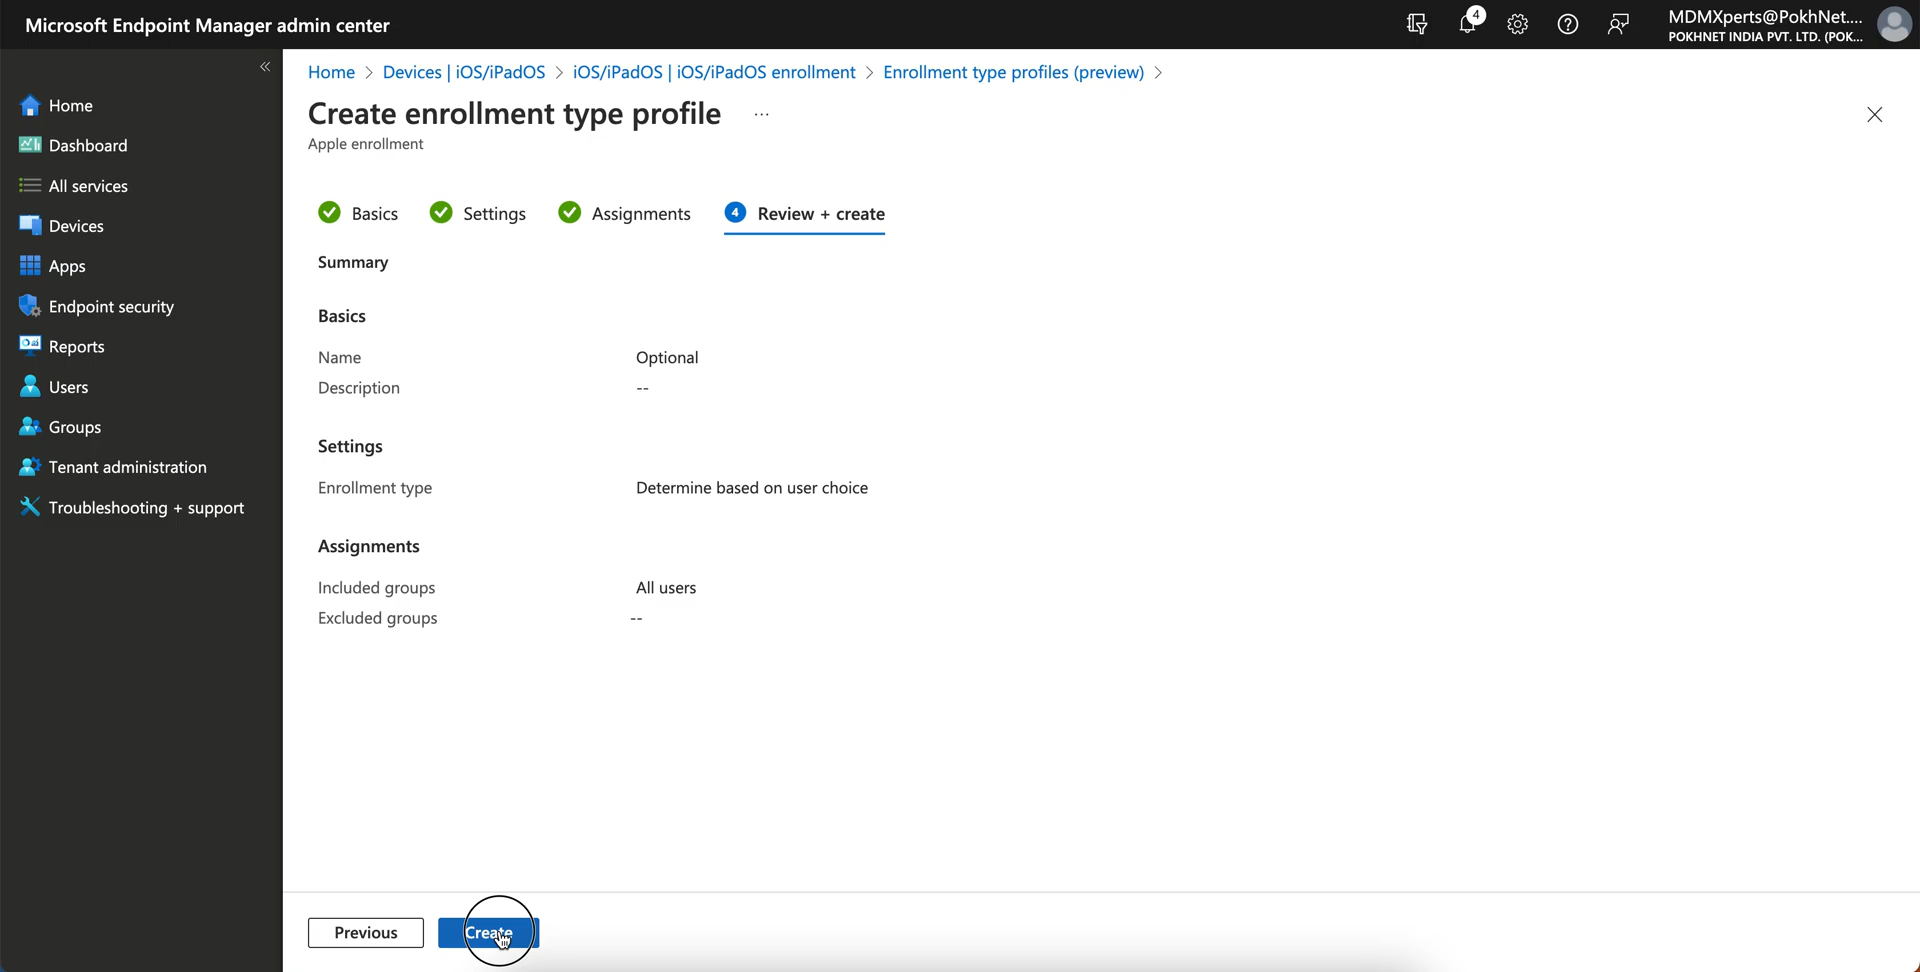 Microsoft Endpoint Manager admin center
4
MDMXperts@PokhNet....
POKHNET INDIA PVT. LTD. (POK...
«
Home
Dashboard
All services
Devices
Apps
Endpoint security
Reports
Users
Groups
Tenant administration
Troubleshooting + support
Home > Devices | iOS/iPadOS > iOS/iPadOS | iOS/iPadOS enrollment > Enrollment type profiles (preview) >
Create enrollment type profile ...
Apple enrollment
Basics Settings Assignments 4 Review + create
Summary
Basics
Name Optional
Description --
Settings
Enrollment type Determine based on user choice
Assignments
Included groups All users
Excluded groups --
Previous Create